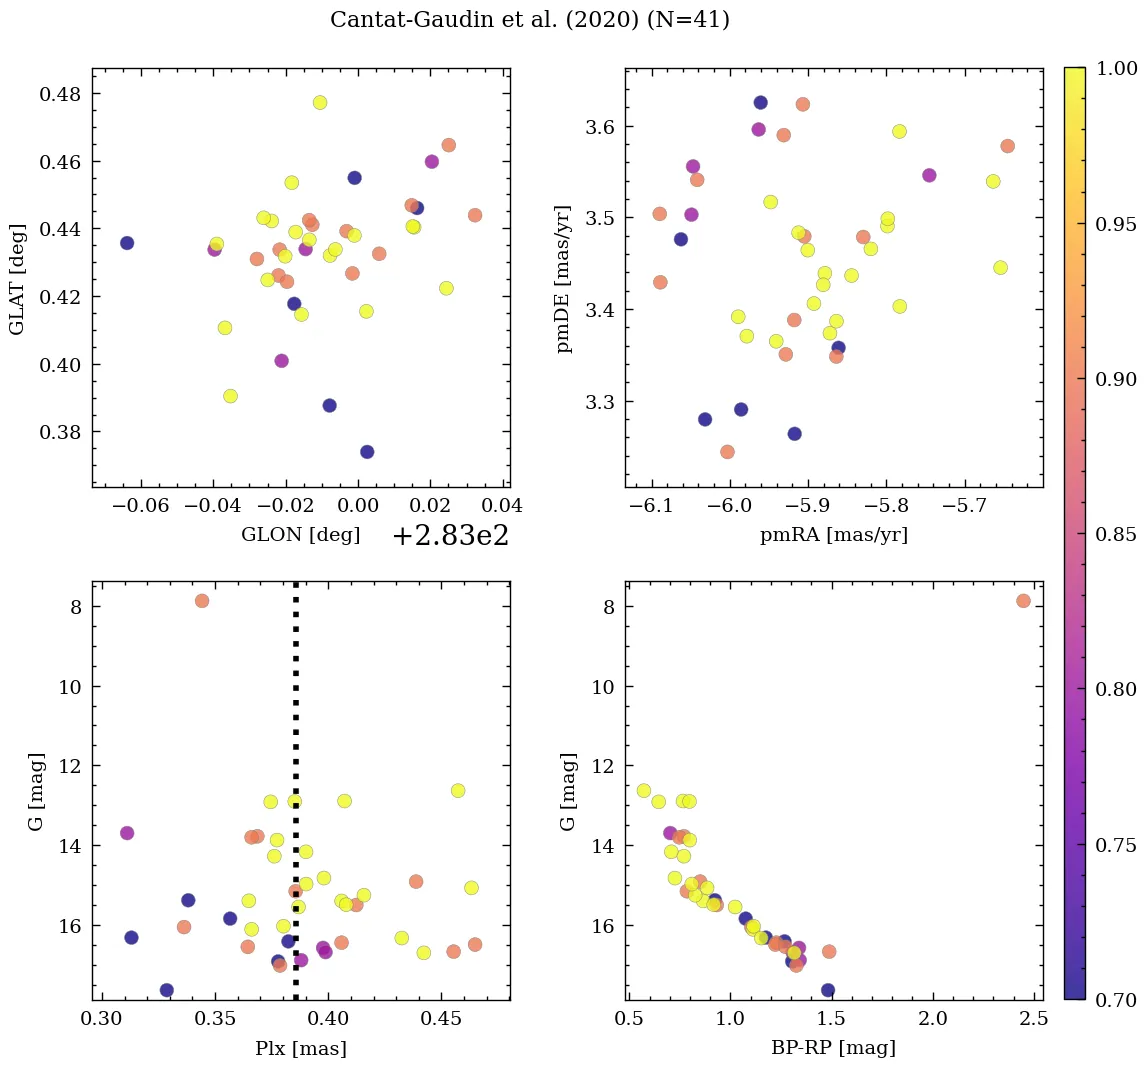 Cantat-Gaudin et al. (2020) (N=41)
GLAT [deg]
0.48
0.46
0.44
0.42
0.40
0.38
−0.06 −0.04 −0.02 0.00 0.02 0.04
GLON [deg]
+2.83e2
pmDE [mas/yr]
3.6
3.5
3.4
3.3
−6.1 −6.0 −5.9 −5.8 −5.7
pmRA [mas/yr]
G [mag]
8
10
12
14
16
0.30 0.35 0.40 0.45
Plx [mas]
G [mag]
8
10
12
14
16
0.5 1.0 1.5 2.0 2.5
BP-RP [mag]
1.00
0.95
0.90
0.85
0.80
0.75
0.70